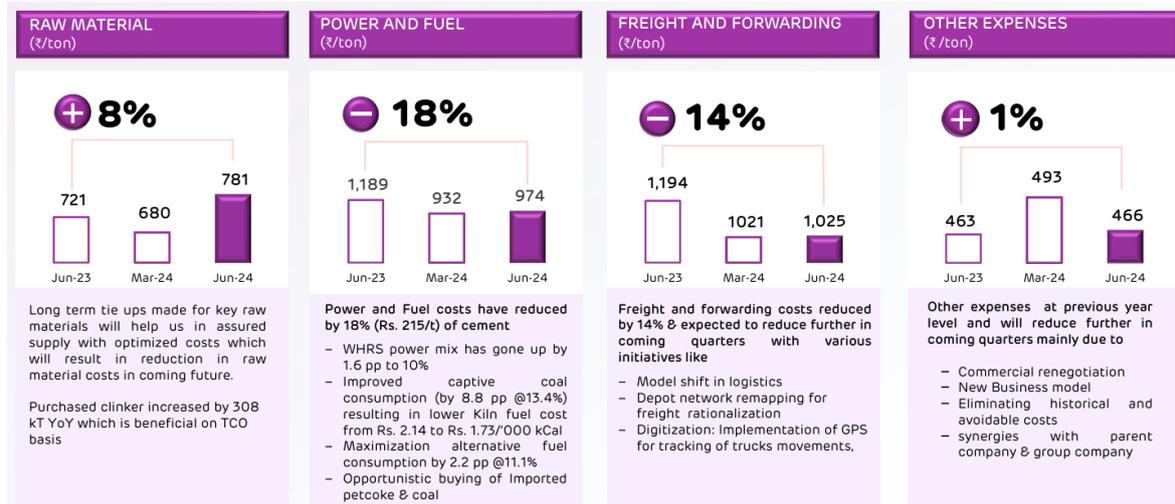 RAW MATERIAL
(₹/ton)
+ 8%
721
680
781
Jun-23
Mar-24
Jun-24
Long term tie ups made for key raw
materials will help us in assured
supply with optimized costs which
will result in reduction in raw
material costs in coming future.
Purchased clinker increased by 308
kT YoY which is beneficial on TCO
basis
POWER AND FUEL
(₹/ton)
− 18%
1,189
932
974
Jun-23
Mar-24
Jun-24
Power and Fuel costs have reduced
by 18% (Rs. 215/t) of cement
– WHRS power mix has gone up by
1.6 pp to 10%
– Improved captive coal
consumption (by 8.8 pp @13.4%)
resulting in lower Kiln fuel cost
from Rs. 2.14 to Rs. 1.73/'000 kCal
– Maximization alternative fuel
consumption by 2.2 pp @11.1%
– Opportunistic buying of Imported
petcoke & coal
FREIGHT AND FORWARDING
(₹/ton)
− 14%
1,194
1021
1,025
Jun-23
Mar-24
Jun-24
Freight and forwarding costs reduced
by 14% & expected to reduce further in
coming quarters with various
initiatives like
– Model shift in logistics
– Depot network remapping for
freight rationalization
– Digitization: Implementation of GPS
for tracking of trucks movements,
OTHER EXPENSES
(₹/ton)
+ 1%
463
493
466
Jun-23
Mar-24
Jun-24
Other expenses at previous year
level and will reduce further in
coming quarters mainly due to
– Commercial renegotiation
– New Business model
– Eliminating historical and
avoidable costs
– synergies with parent
company & group company